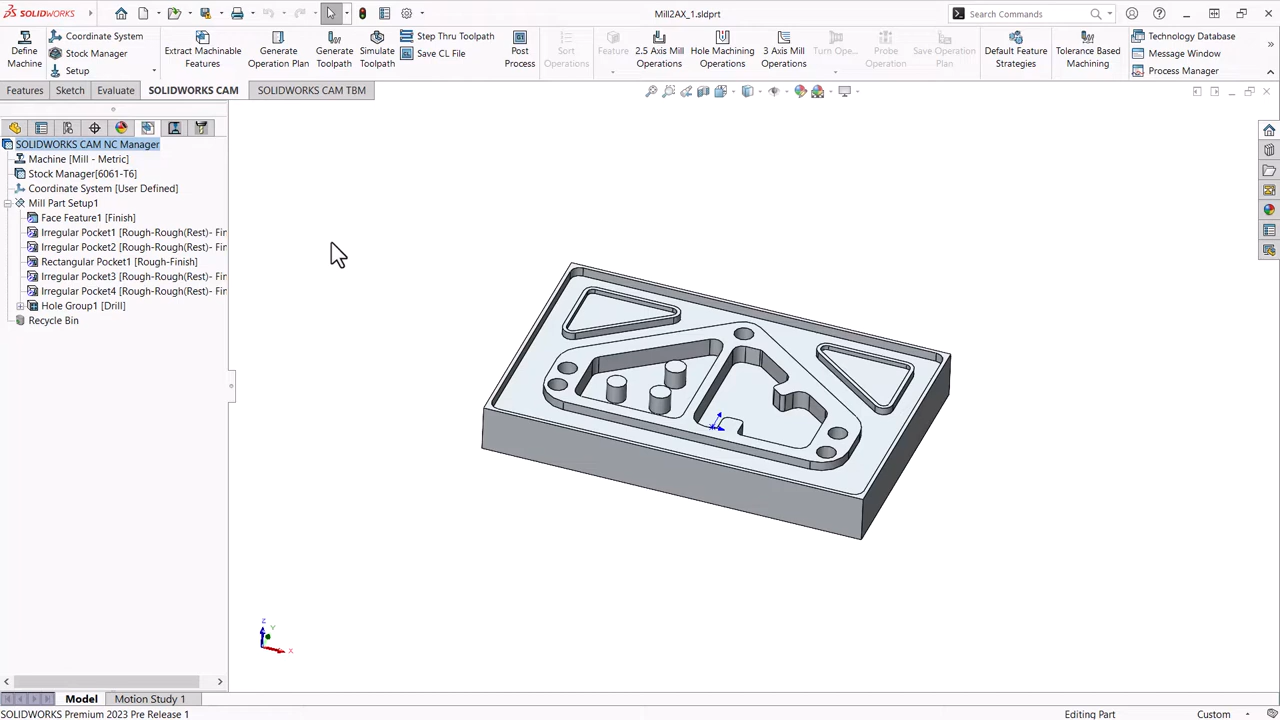 SOLIDWORKS
Mill2AX_1.sldprt
Search Commands
Define Machine
Coordinate System
Stock Manager
Setup
Extract Machinable Features
Generate Operation Plan
Generate Toolpath
Simulate Toolpath
Step Thru Toolpath
Save CL File
Post Process
Sort Operations
Feature
2.5 Axis Mill Operations
Hole Machining Operations
3 Axis Mill Operations
Turn Ope...
Probe Operation
Save Operation Plan
Default Feature Strategies
Tolerance Based Machining
Technology Database
Message Window
Process Manager
Features
Sketch
Evaluate
SOLIDWORKS CAM
SOLIDWORKS CAM TBM
SOLIDWORKS CAM NC Manager
Machine [Mill - Metric]
Stock Manager[6061-T6]
Coordinate System [User Defined]
Mill Part Setup1
Face Feature1 [Finish]
Irregular Pocket1 [Rough-Rough(Rest)- Fin
Irregular Pocket2 [Rough-Rough(Rest)- Fin
Rectangular Pocket1 [Rough-Finish]
Irregular Pocket3 [Rough-Rough(Rest)- Fin
Irregular Pocket4 [Rough-Rough(Rest)- Fin
Hole Group1 [Drill]
Recycle Bin
Z
Y
X
Model
Motion Study 1
SOLIDWORKS Premium 2023 Pre Release 1
Editing Part
Custom